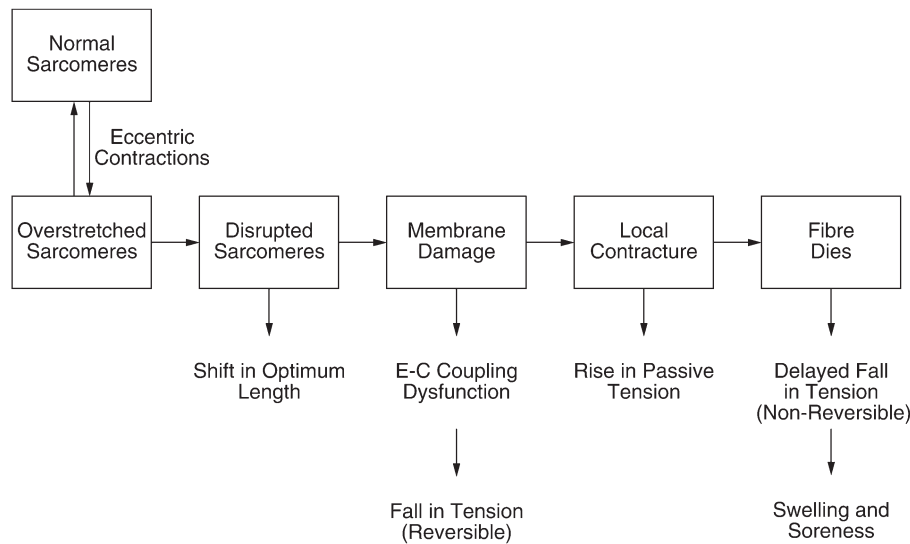 Normal
Sarcomeres
Eccentric
Contractions
Overstretched
Sarcomeres
Disrupted
Sarcomeres
Membrane
Damage
Local
Contracture
Fibre
Dies
Shift in Optimum
Length
E-C Coupling
Dysfunction
Rise in Passive
Tension
Delayed Fall
in Tension
(Non-Reversible)
Fall in Tension
(Reversible)
Swelling and
Soreness